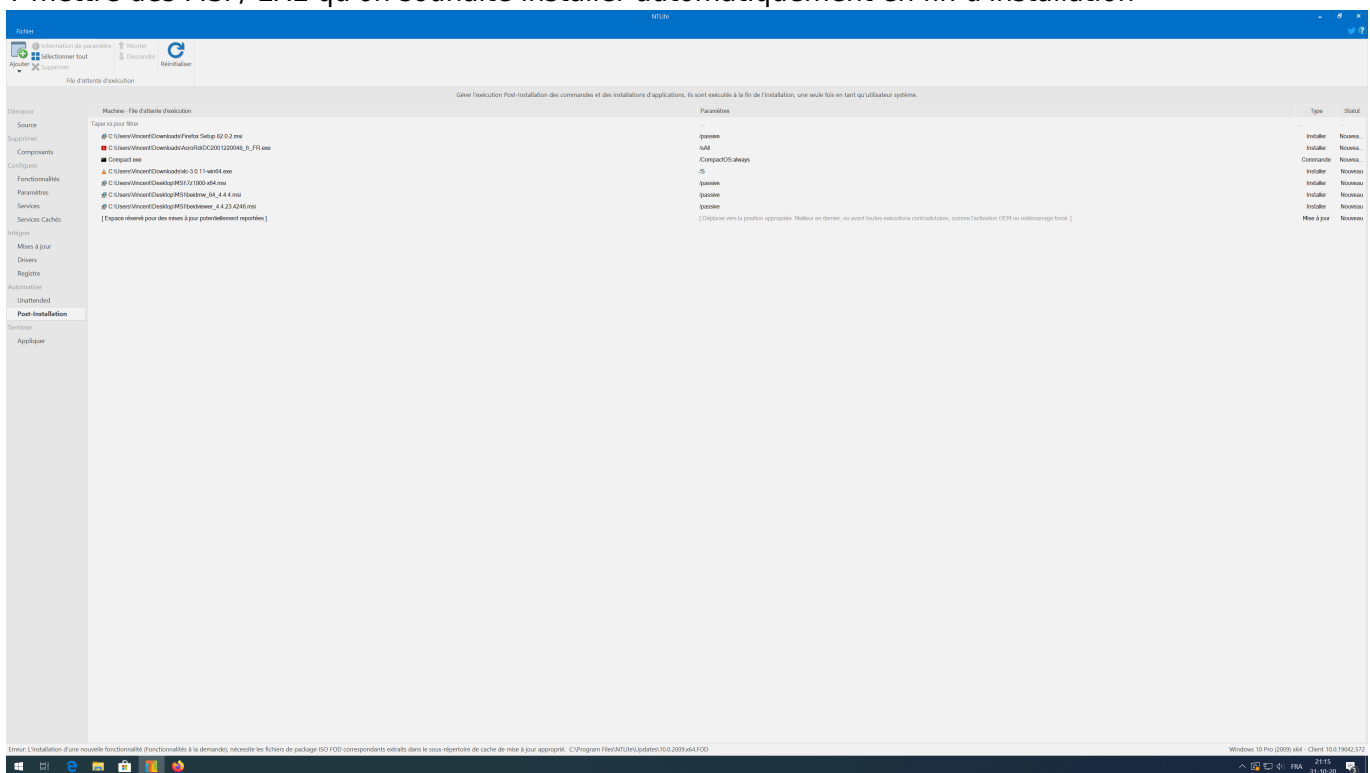 : mettre des MSI / EXE qu'on souhaite installer automatiquement en fin d'installation
NTLite
Fichier
Ajouter
Information de paramètre
Sélectionner tout
Supprimer
Monter
Descendre
Réinitialiser
File d'attente d'exécution
Gérer l'exécution Post-Installation des commandes et des installations d'applications. Ils sont exécutés à la fin de l'installation, une seule fois en tant qu'utilisateur système.
Démarrer
Source
Supprimer
Composants
Configurer
Fonctionnalités
Paramètres
Services
Services Cachés
Intégrer
Mises à jour
Drivers
Registre
Automatiser
Unattended
Post-Installation
Terminer
Appliquer
Machine - File d'attente d'exécution Paramètres Type Statut
Taper ici pour filtrer ... ... ...
C:\Users\Vincent\Downloads\Firefox Setup 82.0.2.msi /passive Installer Nouvea...
C:\Users\Vincent\Downloads\AcroRdrDC2001220048_fr_FR.exe /sAll Installer Nouvea...
Compact.exe /CompactOS:always Commande Nouvea...
C:\Users\Vincent\Downloads\vlc-3.0.11-win64.exe /S Installer Nouveau
C:\Users\Vincent\Desktop\MSI\7z1900-x64.msi /passive Installer Nouveau
C:\Users\Vincent\Desktop\MSI\beidmw_64_4.4.4.msi /passive Installer Nouveau
C:\Users\Vincent\Desktop\MSI\beidviewer_4.4.23.4246.msi /passive Installer Nouveau
[ Espace réservé pour des mises à jour potentiellement reportées ] [ Déplacer vers la position appropriée. Meilleur en dernier, ou avant toutes exécutions contradictoires, comme l'activation OEM ou redémarrage forcé. ] Mise à jour Nouveau
Erreur: L'installation d'une nouvelle fonctionnalité (Fonctionnalités à la demande), nécessite les fichiers de package ISO FOD correspondants extraits dans le sous-répertoire de cache de mise à jour approprié. C:\Program Files\NTLite\Updates\10.0.2009.x64.FOD
Windows 10 Pro (2009) x64 - Client 10.0.19042.572
FRA
21:15
31-10-20